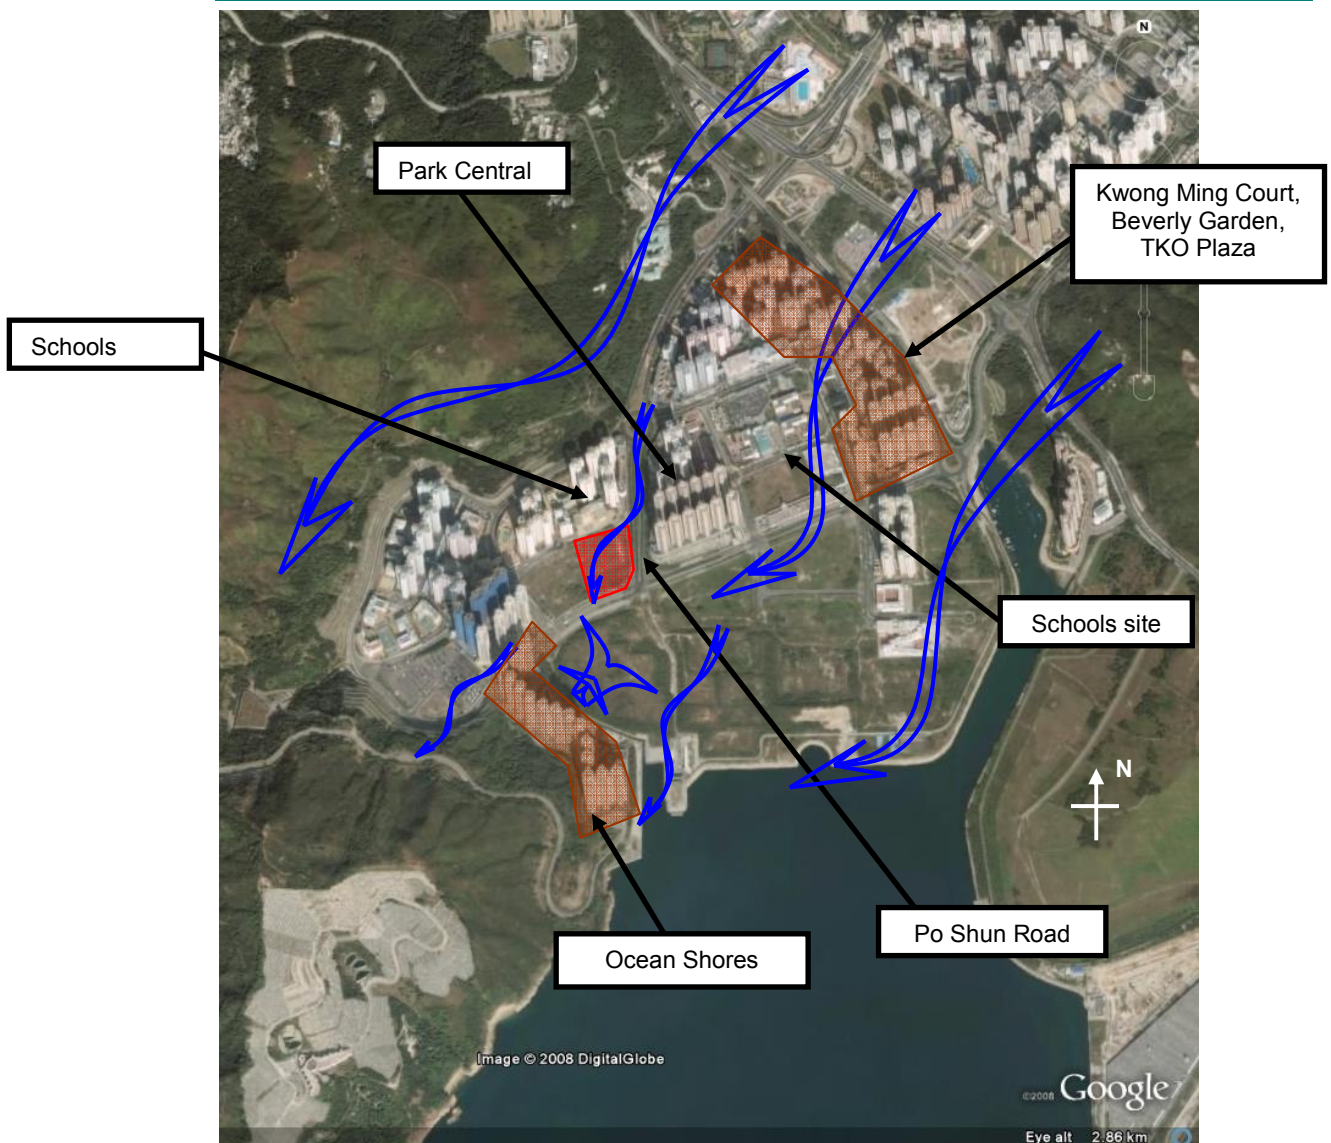 N
Park Central
Kwong Ming Court,
Beverly Garden,
TKO Plaza
Schools
Schools site
N
Po Shun Road
Ocean Shores
Image © 2008 DigitalGlobe
©2008 Google
Eye alt 2.86 km